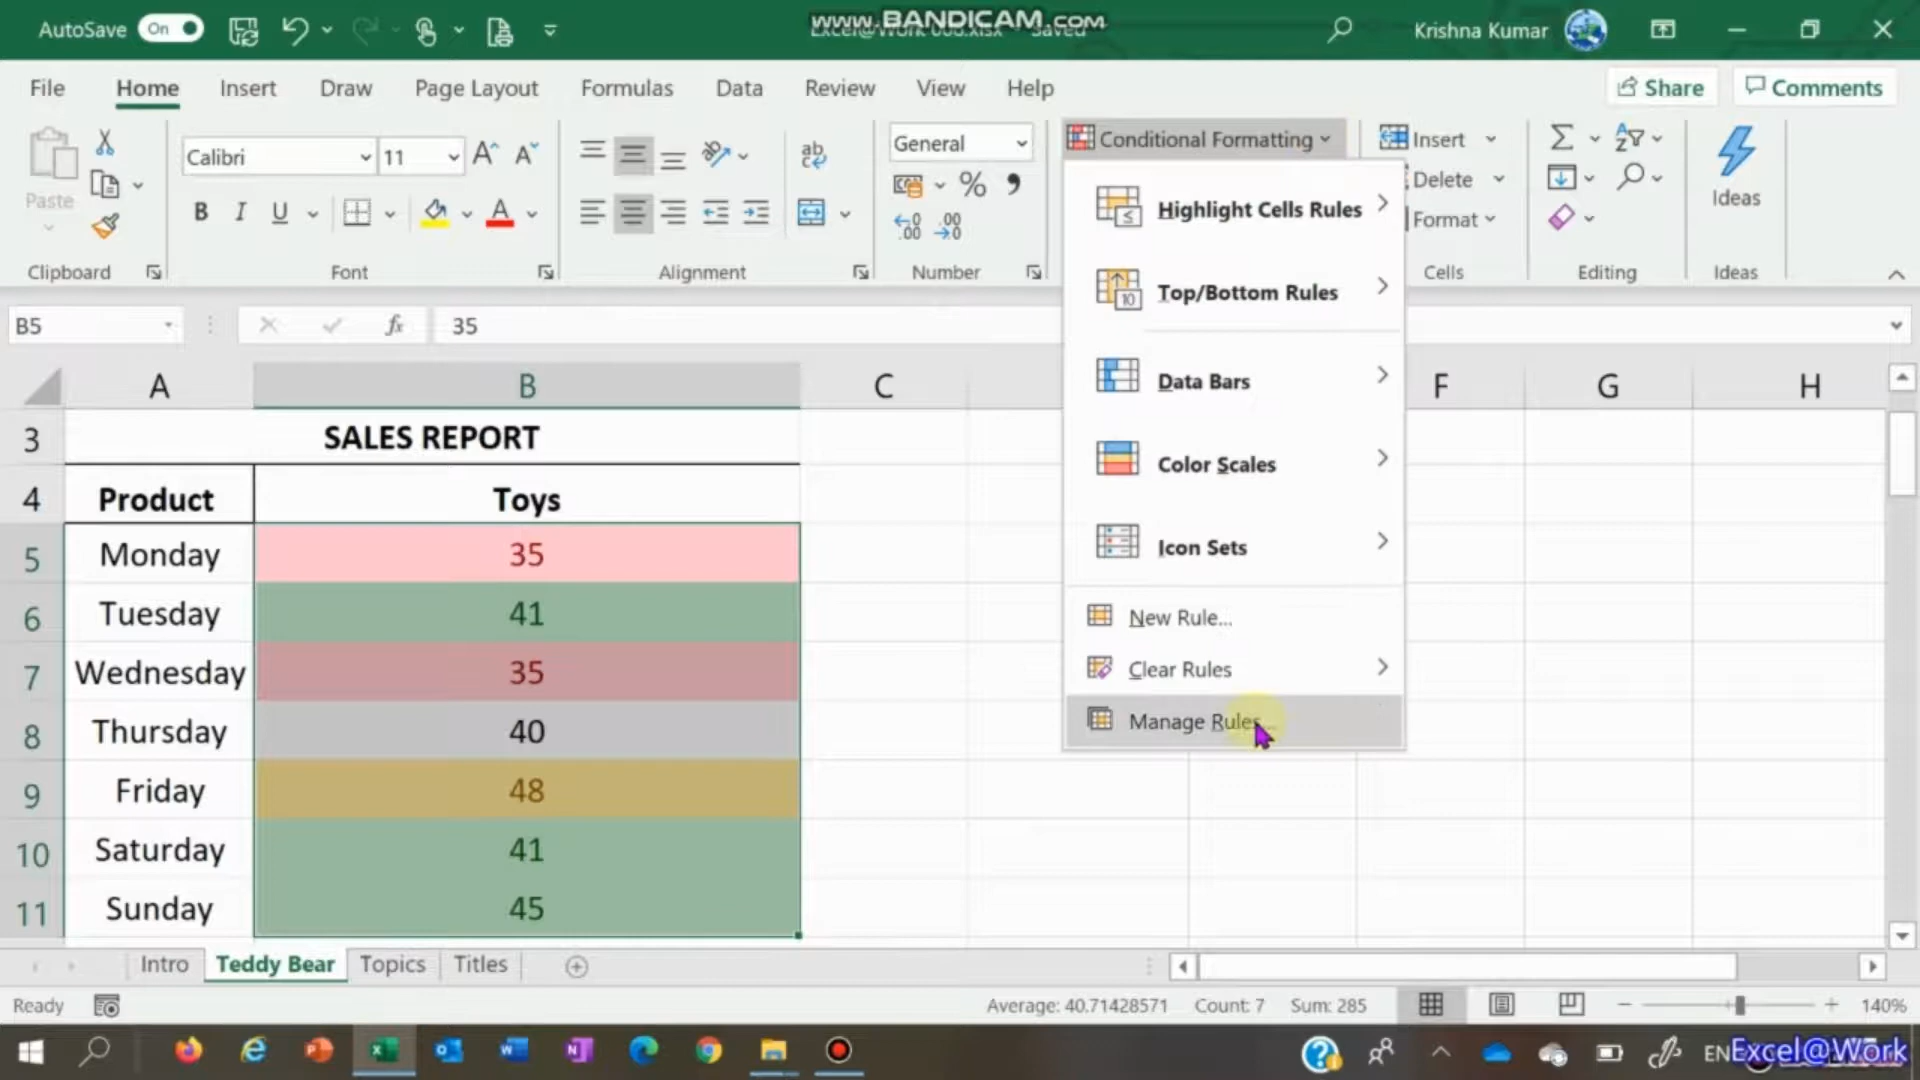 AutoSave On
www.BANDICAM.com
Saved
Krishna Kumar
File Home Insert Draw Page Layout Formulas Data Review View Help
Share Comments
Paste
Calibri 11
B I U
ab
General
Conditional Formatting
Insert
Delete
Format
Ideas
Clipboard Font Alignment Number Cells Editing Ideas
Highlight Cells Rules
Top/Bottom Rules
Data Bars
Color Scales
Icon Sets
New Rule...
Clear Rules
Manage Rules...
B5 fx 35
A B C F G H
3 SALES REPORT
4 Product Toys
5 Monday 35
6 Tuesday 41
7 Wednesday 35
8 Thursday 40
9 Friday 48
10 Saturday 41
11 Sunday 45
Intro Teddy Bear Topics Titles
Ready Average: 40.71428571 Count: 7 Sum: 285 140%
Excel@Work